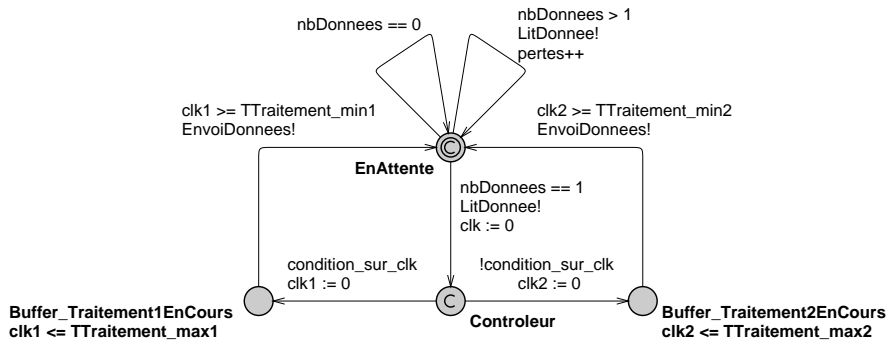 nbDonnees == 0
nbDonnees > 1
LitDonnee!
pertes++
clk1 >= TTraitement_min1
EnvoiDonnees!
clk2 >= TTraitement_min2
EnvoiDonnees!
C
EnAttente
nbDonnees == 1
LitDonnee!
clk := 0
condition_sur_clk
clk1 := 0
!condition_sur_clk
clk2 := 0
C
Controleur
Buffer_Traitement1EnCours
clk1 <= TTraitement_max1
Buffer_Traitement2EnCours
clk2 <= TTraitement_max2